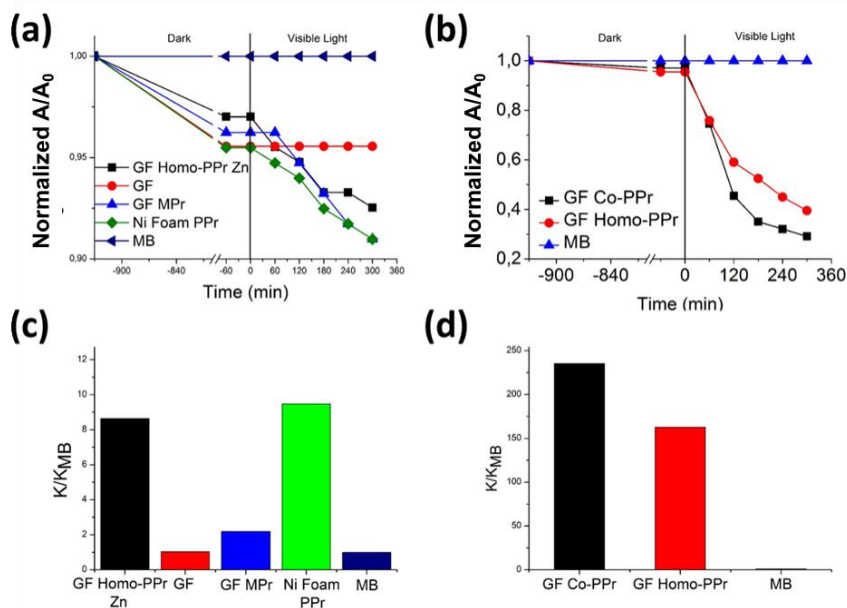 (a)
Dark
Visible Light
Normalized A/A0
1,00
0,95
0,90
GF Homo-PPr Zn
GF
GF MPr
Ni Foam PPr
MB
-900
-840
-60
0
60
120
180
240
300
360
Time (min)
(b)
Dark
Visible Light
Normalized A/A0
1,0
0,8
0,6
0,4
0,2
GF Co-PPr
GF Homo-PPr
MB
-900
-840
0
120
240
360
Time (min)
(c)
K/KMB
12
10
8
6
4
2
0
GF Homo-PPr
Zn
GF
GF MPr
Ni Foam
PPr
MB
(d)
K/KMB
250
200
150
100
50
0
GF Co-PPr
GF Homo-PPr
MB